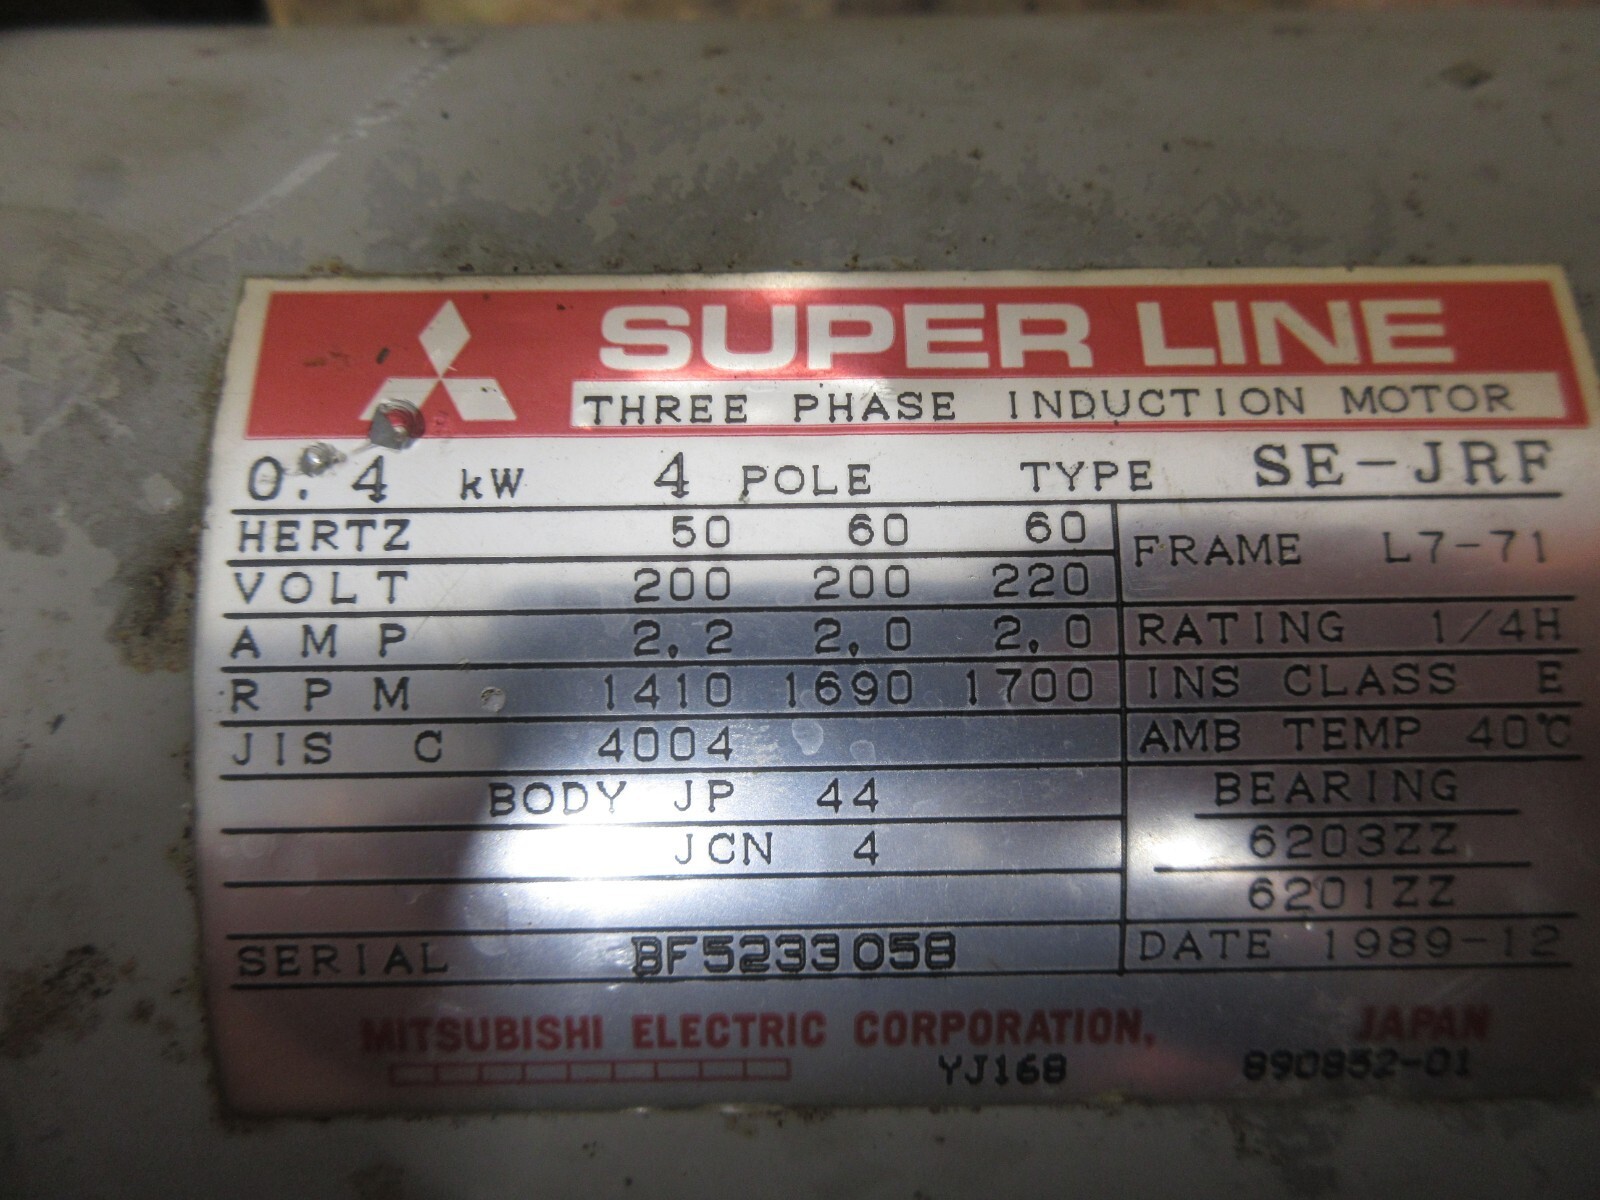 SUPER LINE
THREE PHASE INDUCTION MOTOR
0.4 kW 4 POLE TYPE SE-JRF
HERTZ 50 60 60 FRAME L7-71
VOLT 200 200 220
AMP 2.2 2.0 2.0 RATING 1/4H
RPM 1410 1690 1700 INS CLASS E
JIS C 4004 AMB TEMP 40℃
BODY JP 44 BEARING
JCN 4 6203ZZ
6201ZZ
SERIAL BF5233058 DATE 1989-12
MITSUBISHI ELECTRIC CORPORATION, JAPAN
YJ168 890852-01